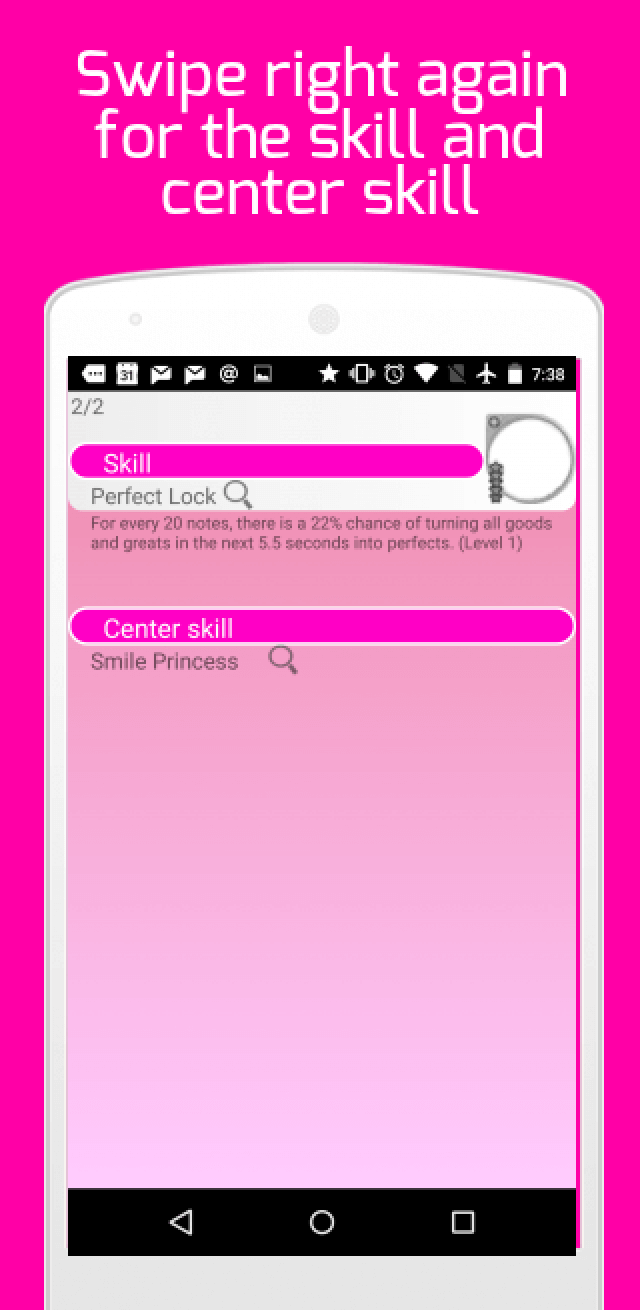 Swipe right again
for the skill and
center skill
31 @ 7:38
2/2
Skill
Perfect Lock
For every 20 notes, there is a 22% chance of turning all goods
and greats in the next 5.5 seconds into perfects. (Level 1)
Center skill
Smile Princess